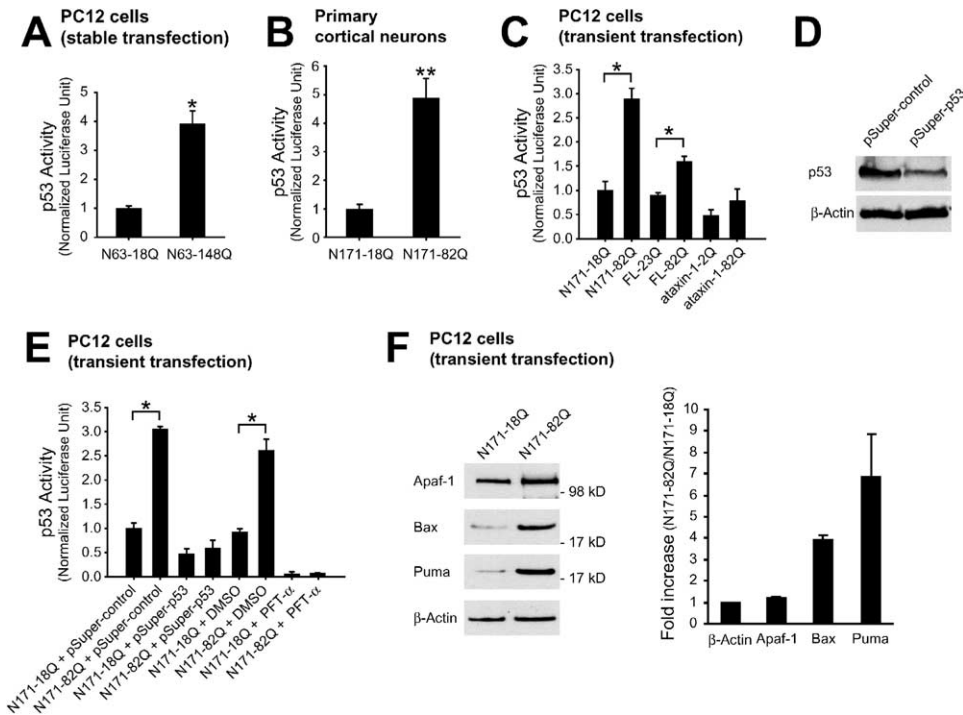 A PC12 cells
(stable transfection)
p53 Activity
(Normalized Luciferase Unit)
5
4
3
2
1
0
*
N63-18Q N63-148Q
B Primary
cortical neurons
p53 Activity
(Normalized Luciferase Unit)
6
5
4
3
2
1
0
**
N171-18Q N171-82Q
C PC12 cells
(transient transfection)
p53 Activity
(Normalized Luciferase Unit)
3.5
3.0
2.5
2.0
1.5
1.0
0.5
0.0
*
*
N171-18Q
N171-82Q
FL-23Q
FL-82Q
ataxin-1-2Q
ataxin-1-82Q
D
pSuper-control
pSuper-p53
p53
β-Actin
E PC12 cells
(transient transfection)
p53 Activity
(Normalized Luciferase Unit)
3.5
3.0
2.5
2.0
1.5
1.0
0.5
0.0
*
*
N171-18Q + pSuper-control
N171-82Q + pSuper-control
N171-18Q + pSuper-p53
N171-82Q + pSuper-p53
N171-18Q + DMSO
N171-82Q + DMSO
N171-18Q + PFT-α
N171-82Q + PFT-α
F PC12 cells
(transient transfection)
N171-18Q
N171-82Q
Apaf-1
- 98 kD
Bax
- 17 kD
Puma
- 17 kD
β-Actin
Fold increase (N171-82Q/N171-18Q)
10
9
8
7
6
4
3
2
1
0
β-Actin Apaf-1 Bax Puma